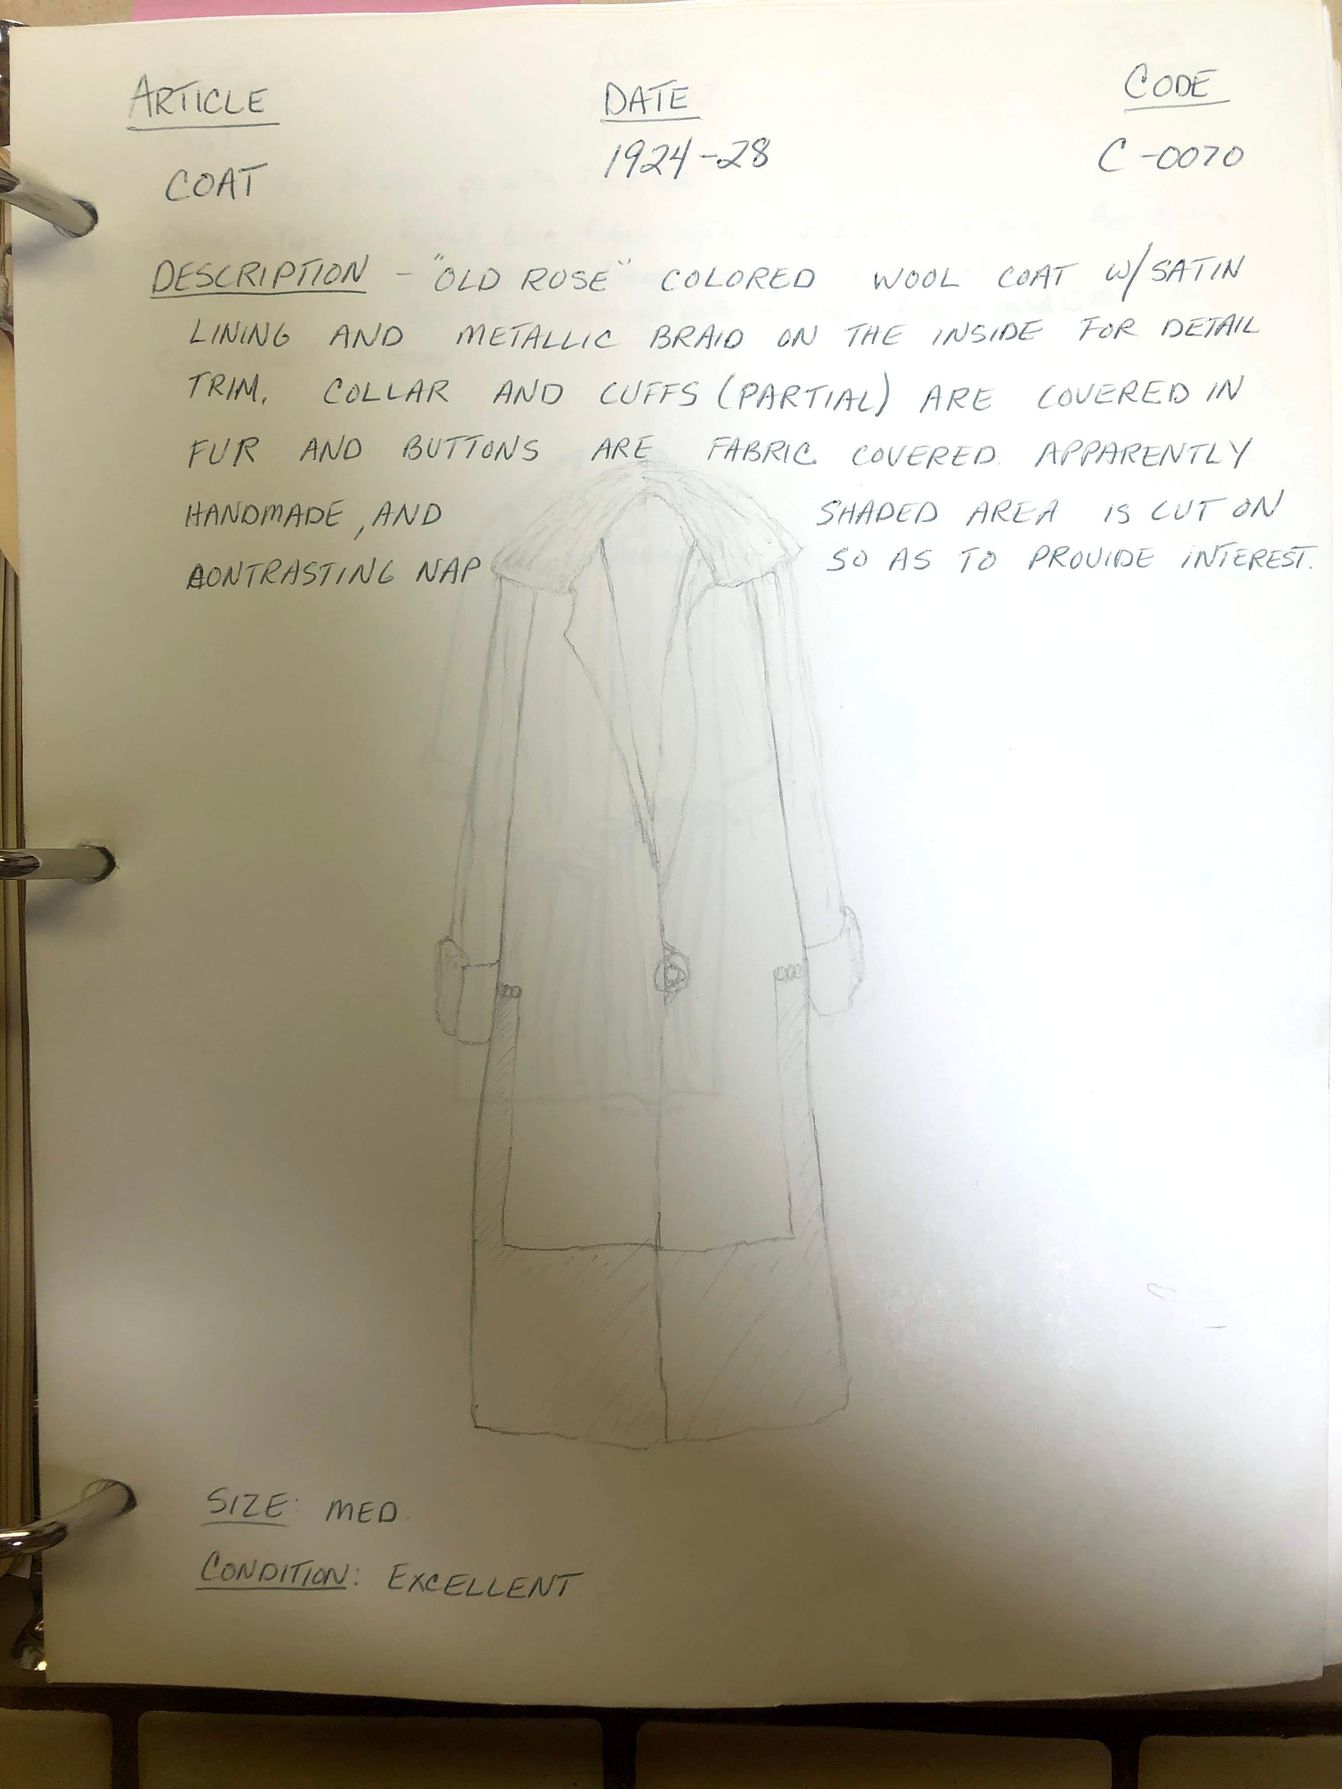 ARTICLE DATE CODE
COAT 1924-28 C-0070
DESCRIPTION - "OLD ROSE" COLORED WOOL COAT W/SATIN
LINING AND METALLIC BRAID ON THE INSIDE FOR DETAIL
TRIM. COLLAR AND CUFFS (PARTIAL) ARE COVERED IN
FUR AND BUTTONS ARE FABRIC COVERED. APPARENTLY
HANDMADE, AND SHADED AREA IS CUT ON
CONTRASTING NAP SO AS TO PROVIDE INTEREST.
SIZE: MED.
CONDITION: EXCELLENT